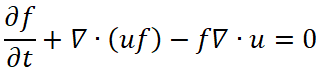 ∂f/∂t + ∇ · (uf) − f∇ · u = 0